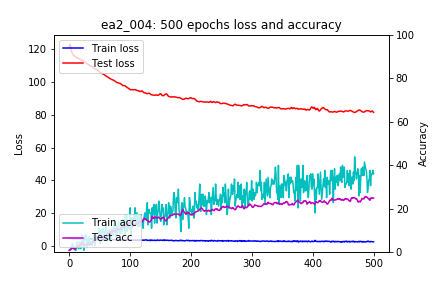 ea2_004: 500 epochs loss and accuracy
Train loss
Test loss
Train acc
Test acc
Loss
Accuracy
120
100
80
60
40
20
0
100
80
60
40
20
0
0
100
200
300
400
500